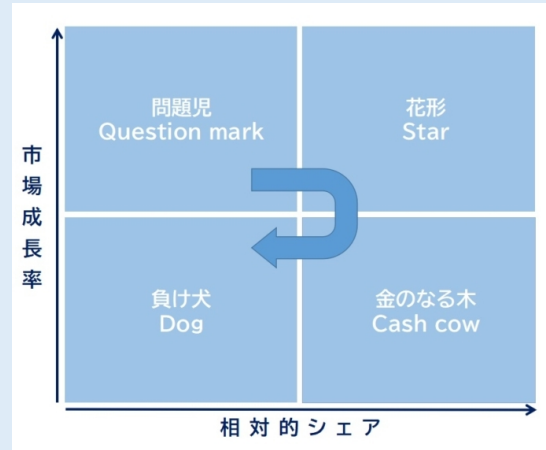 問題児
Question mark
花形
Star
市場成長率
負け犬
Dog
金のなる木
Cash cow
相対的シェア